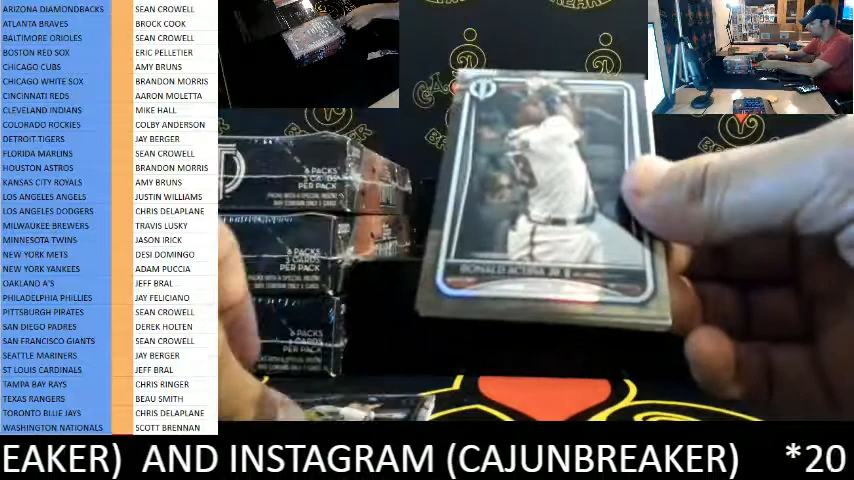 ARIZONA DIAMONDBACKS SEAN CROWELL
ATLANTA BRAVES BROCK COOK
BALTIMORE ORIOLES SEAN CROWELL
BOSTON RED SOX ERIC PELLETIER
CHICAGO CUBS AMY BRUNS
CHICAGO WHITE SOX BRANDON MORRIS
CINCINNATI REDS AARON MOLETTA
CLEVELAND INDIANS MIKE HALL
COLORADO ROCKIES COLBY ANDERSON
DETROIT TIGERS JAY BERGER
FLORIDA MARLINS SEAN CROWELL
HOUSTON ASTROS BRANDON MORRIS
KANSAS CITY ROYALS AMY BRUNS
LOS ANGELES ANGELS JUSTIN WILLIAMS
LOS ANGELES DODGERS CHRIS DELAPLANE
MILWAUKEE BREWERS TRAVIS LUSKY
MINNESOTA TWINS JASON IRICK
NEW YORK METS DESI DOMINGO
NEW YORK YANKEES ADAM PUCCIA
OAKLAND A'S JEFF BRAL
PHILADELPHIA PHILLIES JAY FELICIANO
PITTSBURGH PIRATES SEAN CROWELL
SAN DIEGO PADRES DEREK HOLTEN
SAN FRANCISCO GIANTS SEAN CROWELL
SEATTLE MARINERS JAY BERGER
ST LOUIS CARDINALS JEFF BRAL
TAMPA BAY RAYS CHRIS RINGER
TEXAS RANGERS BEAU SMITH
TORONTO BLUE JAYS CHRIS DELAPLANE
WASHINGTON NATIONALS SCOTT BRENNAN
6 PACKS
3 CARDS
PER PACK
6 PACKS
3 CARDS
PER PACK
6 PACKS
3 CARDS
PER PACK
RONALD ACUÑA JR.
EAKER) AND INSTAGRAM (CAJUNBREAKER) *20